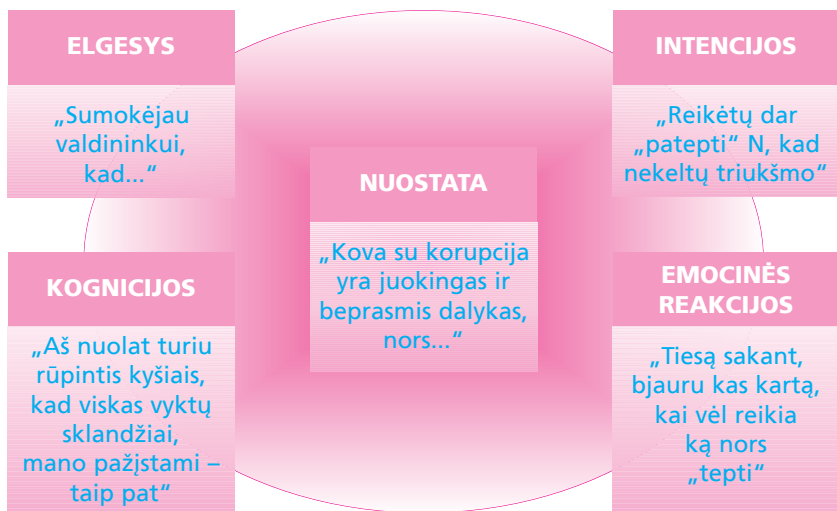 ELGESYS
„Sumokėjau
valdininkui,
kad...“
INTENCIJOS
„Reikėtų dar
„patepti“ N, kad
nekeltų triukšmo“
NUOSTATA
„Kova su korupcija
yra juokingas ir
beprasmis dalykas,
nors...“
KOGNICIJOS
„Aš nuolat turiu
rūpintis kyšiais,
kad viskas vyktų
sklandžiai,
mano pažįstami –
taip pat“
EMOCINĖS
REAKCIJOS
„Tiesą sakant,
bjauru kas kartą,
kai vėl reikia
ką nors
„tepti“